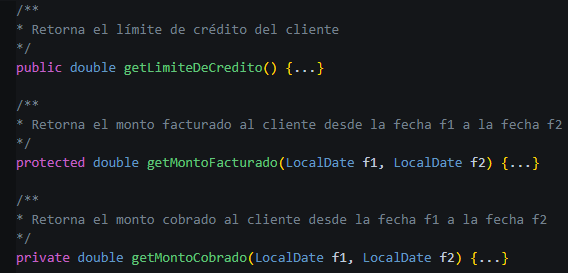 /**
* Retorna el límite de crédito del cliente
*/
public double getLimiteDeCredito() {...}
/**
* Retorna el monto facturado al cliente desde la fecha f1 a la fecha f2
*/
protected double getMontoFacturado(LocalDate f1, LocalDate f2) {...}
/**
* Retorna el monto cobrado al cliente desde la fecha f1 a la fecha f2
*/
private double getMontoCobrado(LocalDate f1, LocalDate f2) {...}